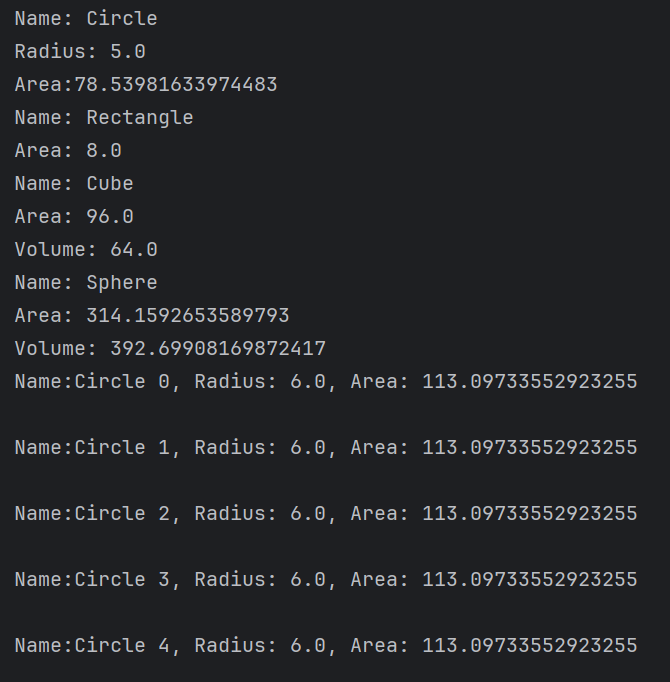 Name: Circle
Radius: 5.0
Area:78.53981633974483
Name: Rectangle
Area: 8.0
Name: Cube
Area: 96.0
Volume: 64.0
Name: Sphere
Area: 314.1592653589793
Volume: 392.69908169872417
Name:Circle 0, Radius: 6.0, Area: 113.09733552923255
Name:Circle 1, Radius: 6.0, Area: 113.09733552923255
Name:Circle 2, Radius: 6.0, Area: 113.09733552923255
Name:Circle 3, Radius: 6.0, Area: 113.09733552923255
Name:Circle 4, Radius: 6.0, Area: 113.09733552923255